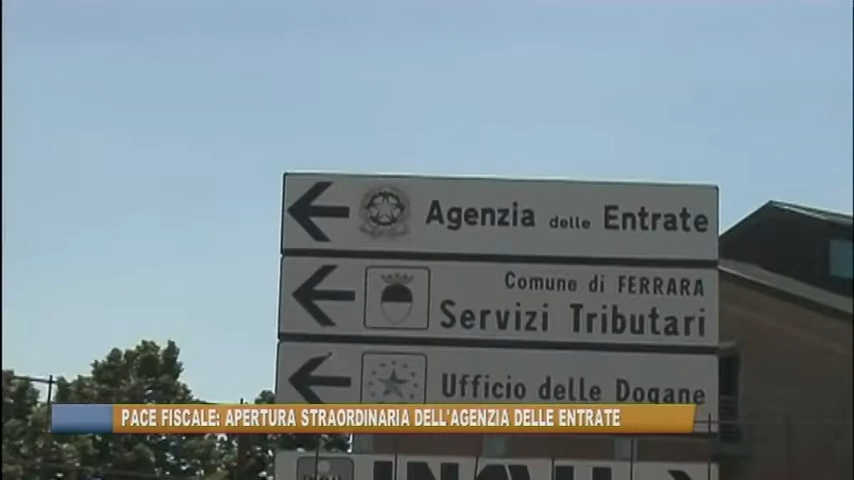 Agenzia delle Entrate
Comune di FERRARA
Servizi Tributari
Ufficio delle Dogane
PACE FISCALE: APERTURA STRAORDINARIA DELL'AGENZIA DELLE ENTRATE